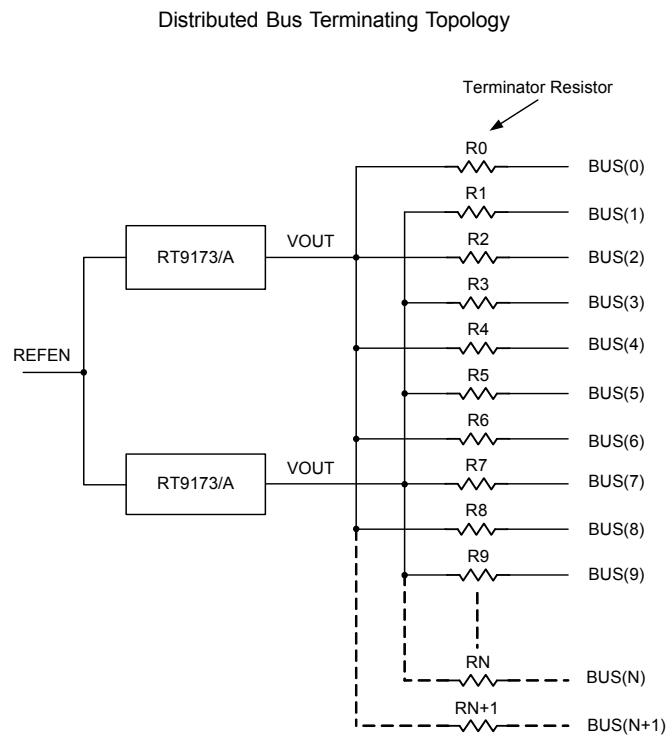 Distributed Bus Terminating Topology
Terminator Resistor
R0
BUS(0)
R1
BUS(1)
RT9173/A
VOUT
R2
BUS(2)
R3
BUS(3)
R4
BUS(4)
REFEN
R5
BUS(5)
R6
BUS(6)
RT9173/A
VOUT
R7
BUS(7)
R8
BUS(8)
R9
BUS(9)
RN
BUS(N)
RN+1
BUS(N+1)